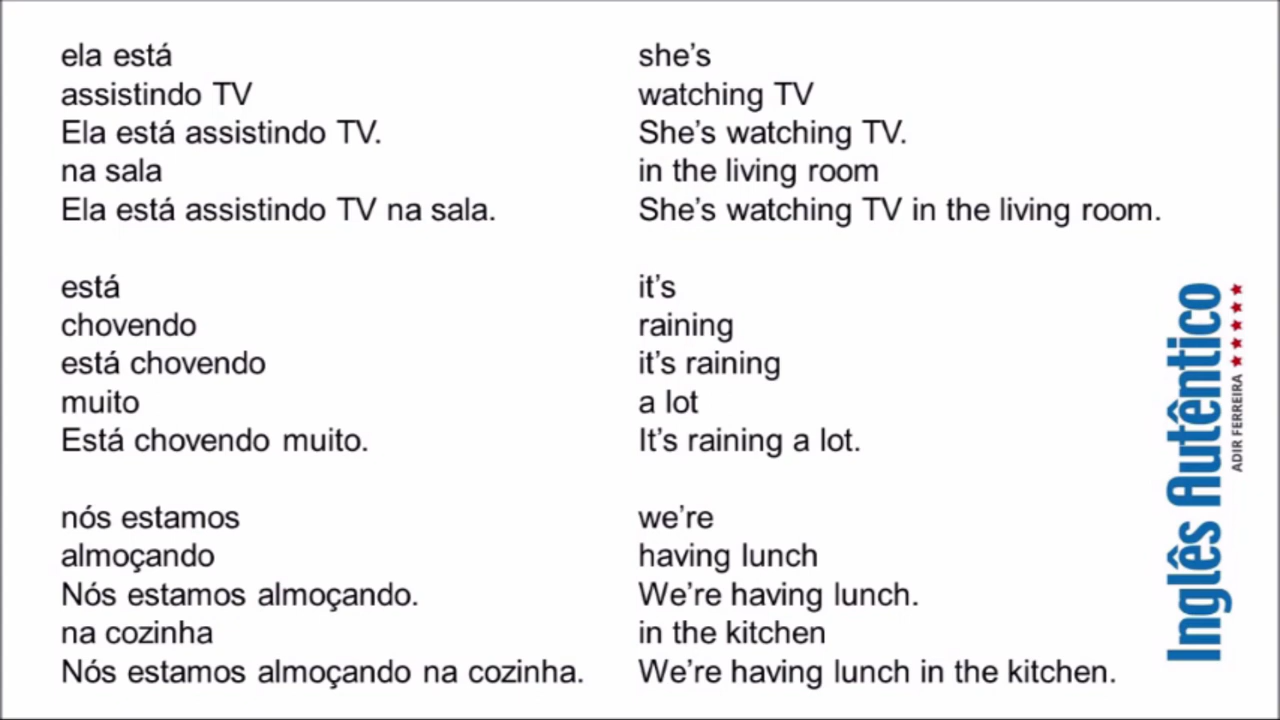 ela está
assistindo TV
Ela está assistindo TV.
na sala
Ela está assistindo TV na sala.
está
chovendo
está chovendo
muito
Está chovendo muito.
nós estamos
almoçando
Nós estamos almoçando.
na cozinha
Nós estamos almoçando na cozinha.
she’s
watching TV
She’s watching TV.
in the living room
She’s watching TV in the living room.
it’s
raining
it’s raining
a lot
It’s raining a lot.
we’re
having lunch
We’re having lunch.
in the kitchen
We’re having lunch in the kitchen.
Inglês Autêntico
ADIR FERREIRA